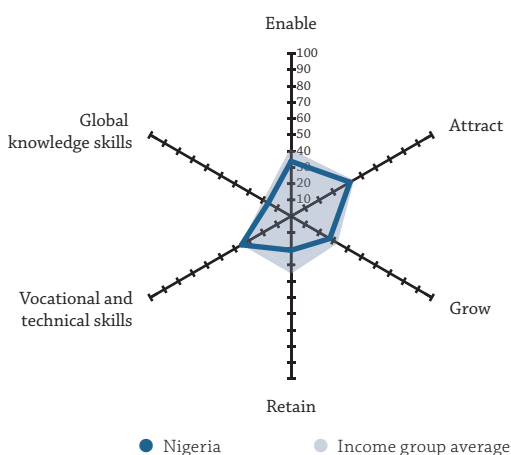 Enable
100
90
80
70
60
50
40
30
20
10
Attract
Global
knowledge skills
Vocational and
technical skills
Grow
Retain
Nigeria
Income group average